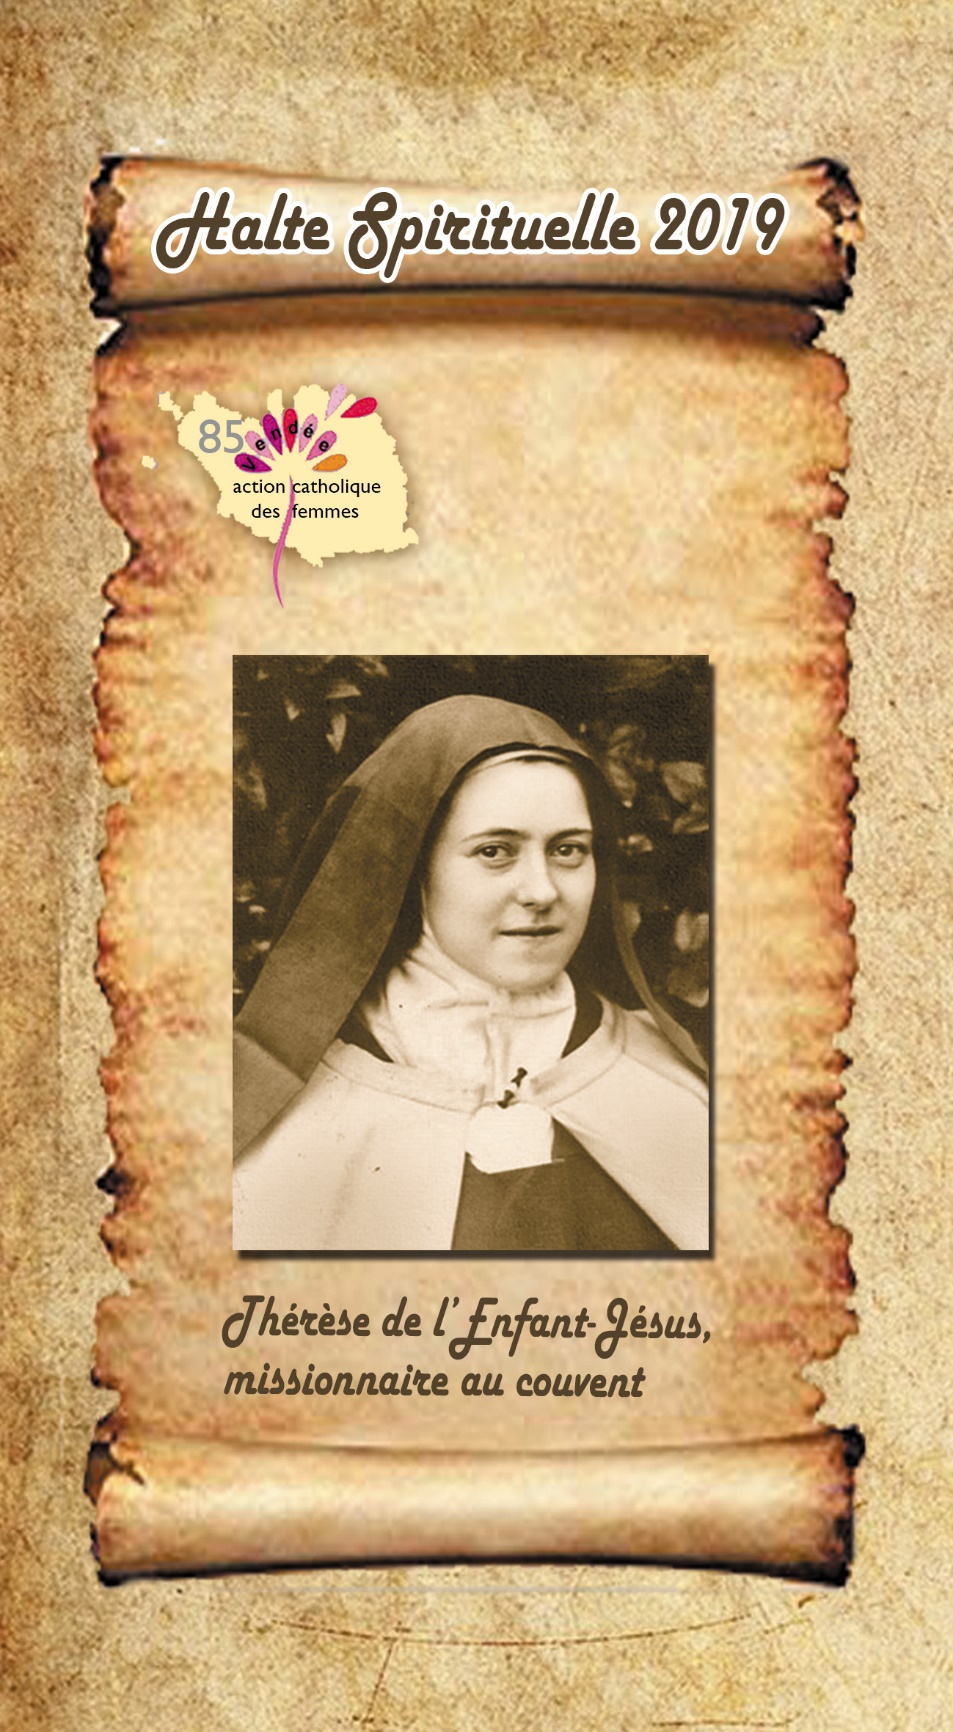 Halte Spirituelle 2019
85 Vendée
action catholique
des femmes
Thérèse de l'Enfant-Jésus,
missionnaire au couvent